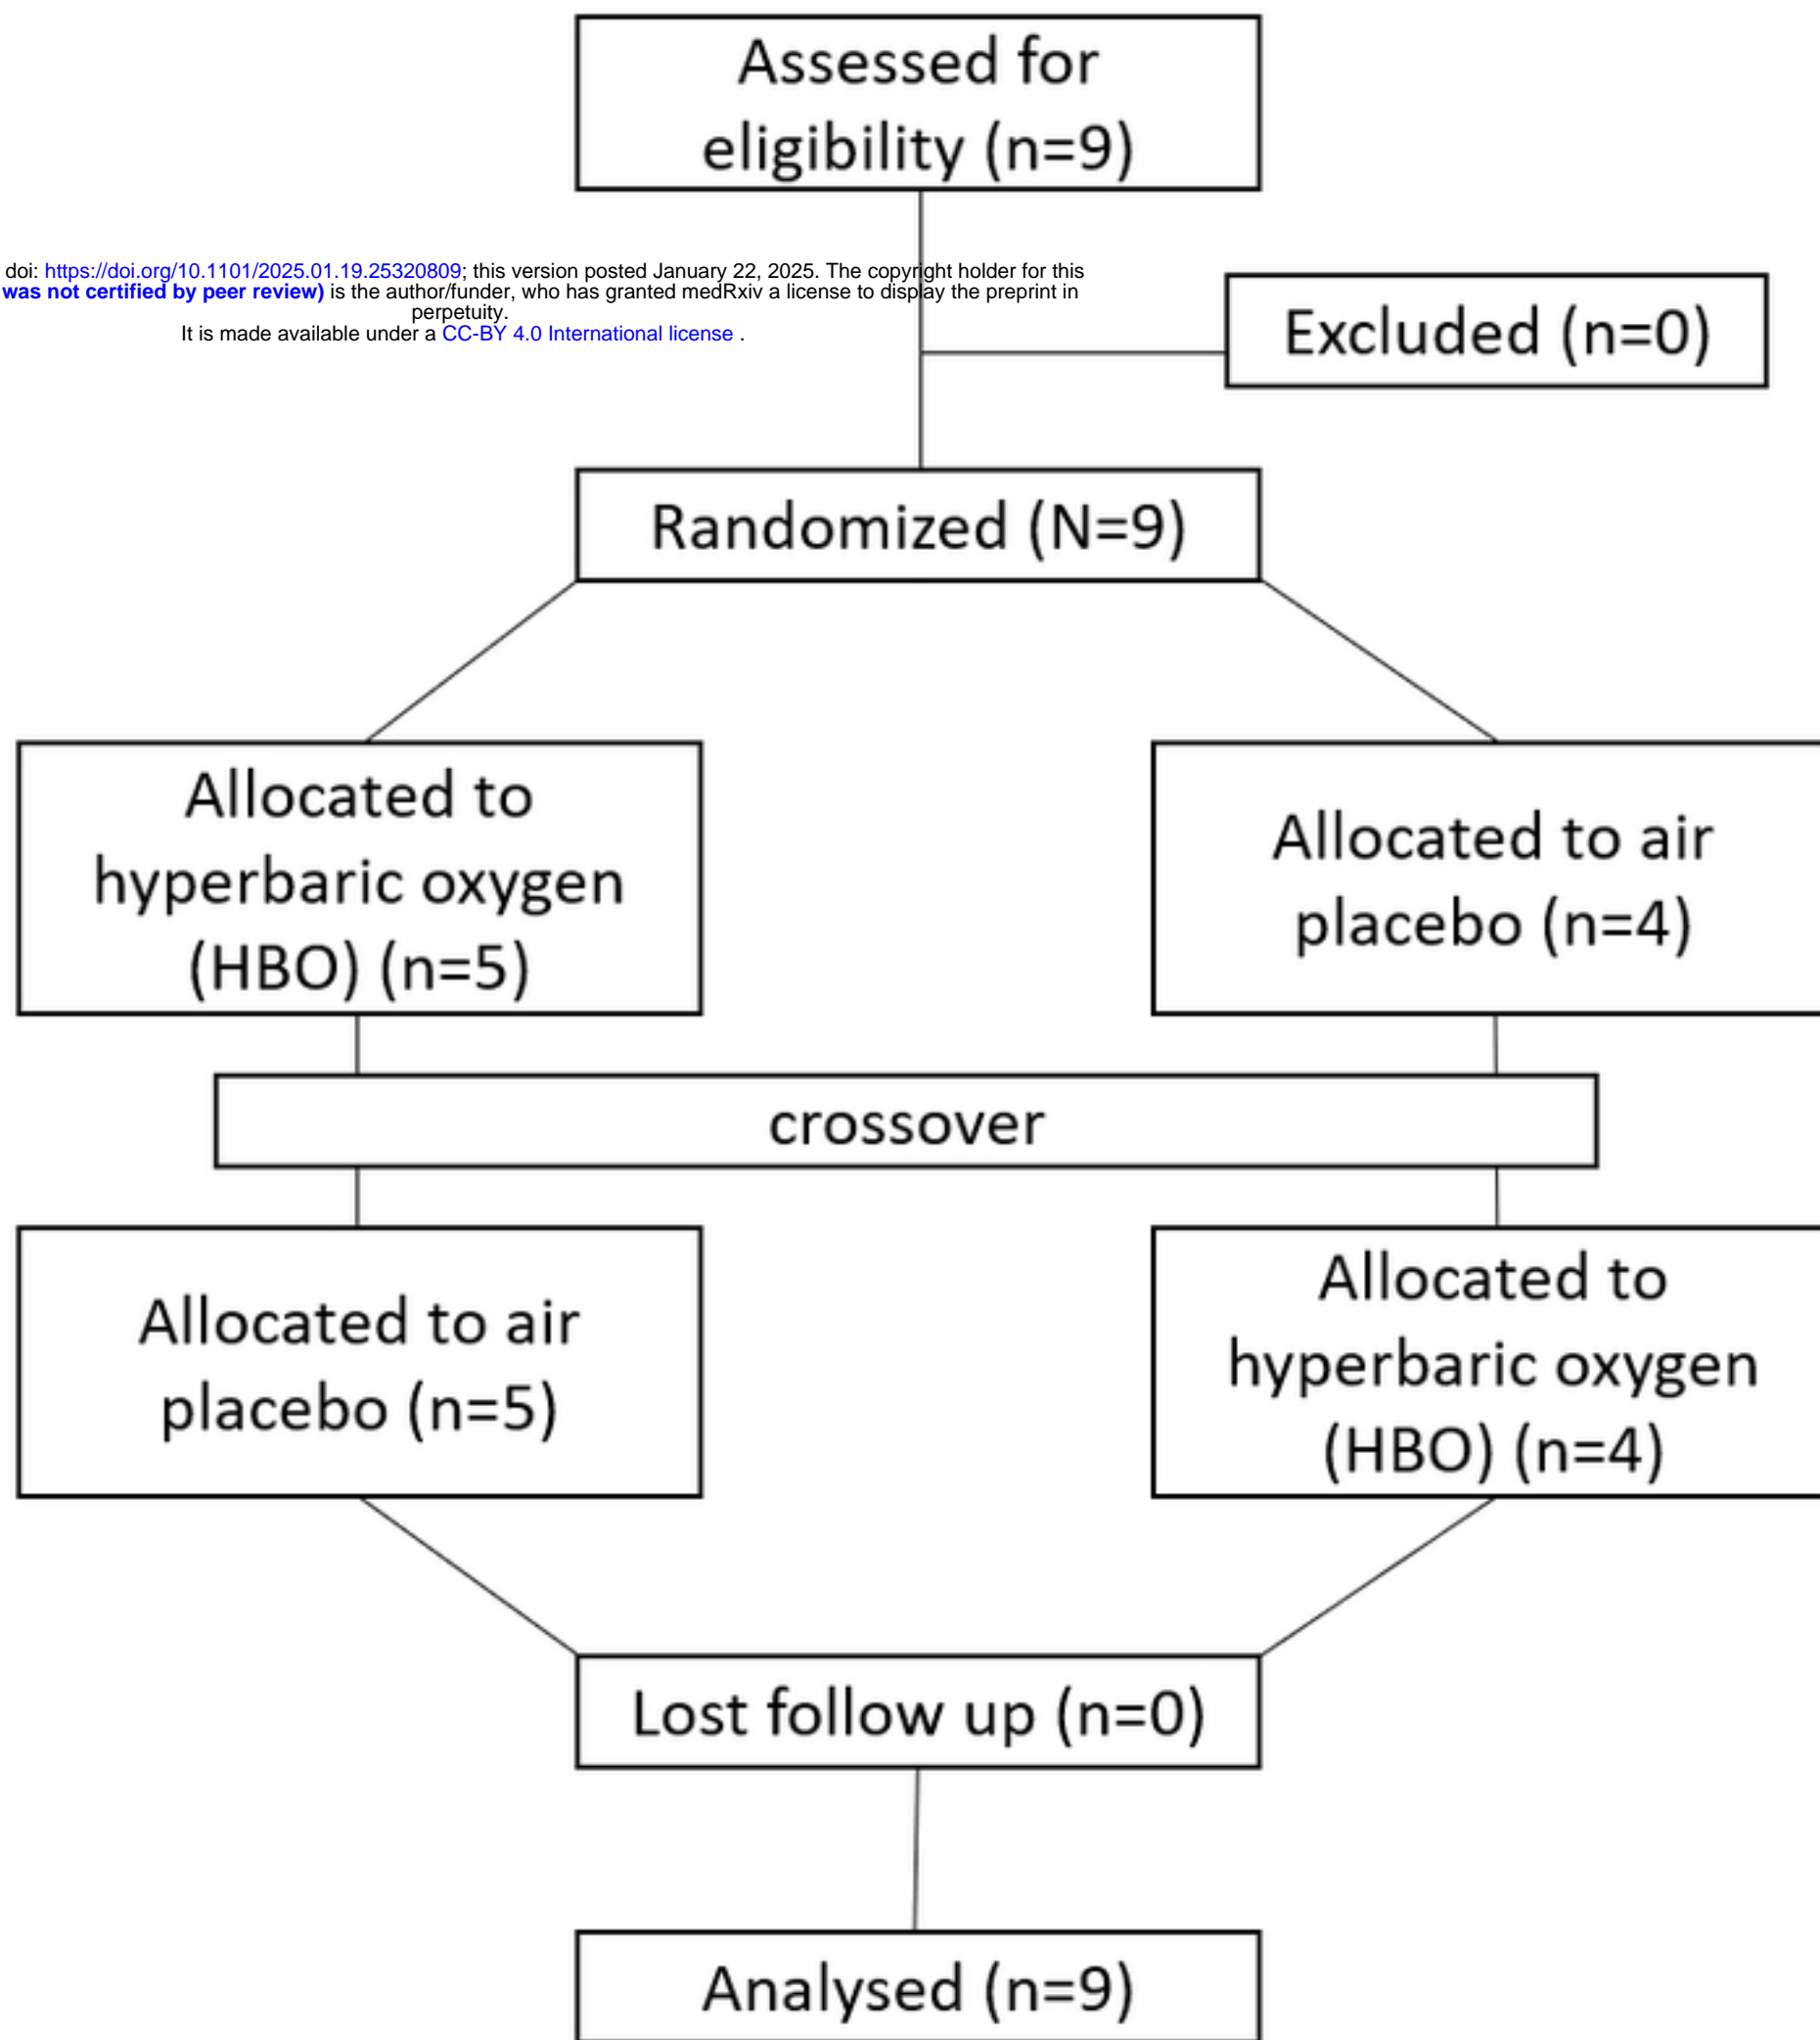 Assessed for
eligibility (n=9)
doi: https://doi.org/10.1101/2025.01.19.25320809; this version posted January 22, 2025. The copyright holder for this
was not certified by peer review) is the author/funder, who has granted medRxiv a license to display the preprint in
perpetuity.
It is made available under a CC-BY 4.0 International license .
Excluded (n=0)
Randomized (N=9)
Allocated to
hyperbaric oxygen
(HBO) (n=5)
Allocated to air
placebo (n=4)
crossover
Allocated to air
placebo (n=5)
Allocated to
hyperbaric oxygen
(HBO) (n=4)
Lost follow up (n=0)
Analysed (n=9)